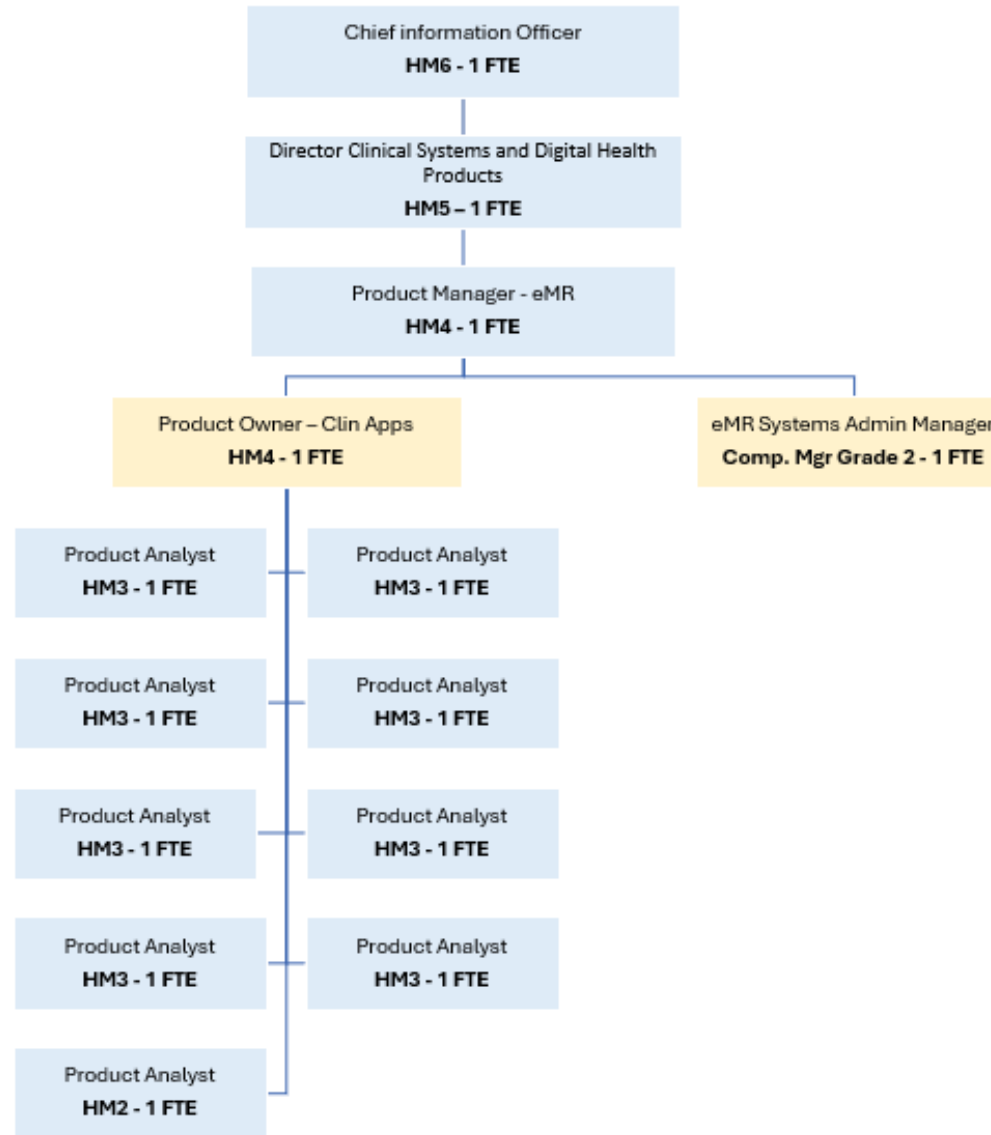 Chief information Officer
HM6 - 1 FTE
Director Clinical Systems and Digital Health
Products
HM5 – 1 FTE
Product Manager - eMR
HM4 - 1 FTE
Product Owner – Clin Apps
HM4 - 1 FTE
eMR Systems Admin Manager
Comp. Mgr Grade 2 - 1 FTE
Product Analyst
HM3 - 1 FTE
Product Analyst
HM3 - 1 FTE
Product Analyst
HM3 - 1 FTE
Product Analyst
HM3 - 1 FTE
Product Analyst
HM3 - 1 FTE
Product Analyst
HM3 - 1 FTE
Product Analyst
HM3 - 1 FTE
Product Analyst
HM3 - 1 FTE
Product Analyst
HM2 - 1 FTE